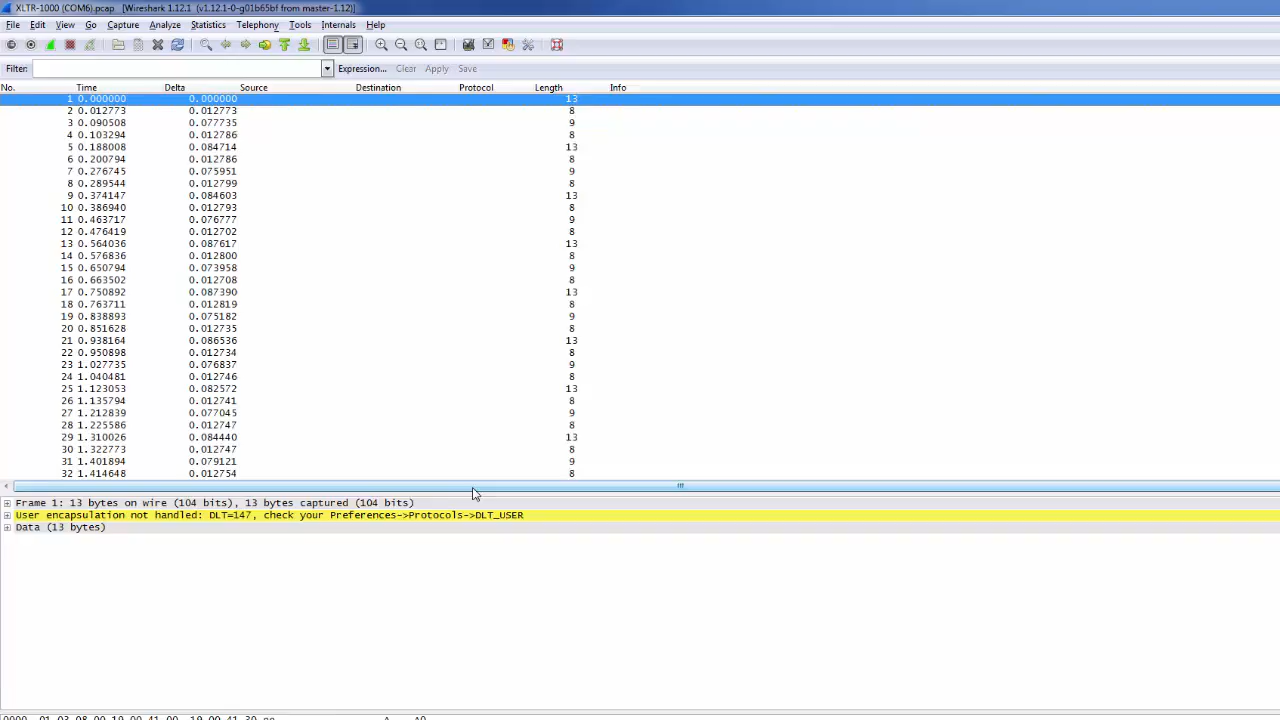 XLTR-1000 (COM6).pcap [Wireshark 1.12.1 (v1.12.1-0-g01b65bf from master-1.12)]
File Edit View Go Capture Analyze Statistics Telephony Tools Internals Help
Filter: Expression... Clear Apply Save
No. Time Delta Source Destination Protocol Length Info
1 0.000000 0.000000 13
2 0.012773 0.012773 8
3 0.090508 0.077735 9
4 0.103294 0.012786 8
5 0.188008 0.084714 13
6 0.200794 0.012786 8
7 0.276745 0.075951 9
8 0.289544 0.012799 8
9 0.374147 0.084603 13
10 0.386940 0.012793 8
11 0.463717 0.076777 9
12 0.476419 0.012702 8
13 0.564036 0.087617 13
14 0.576836 0.012800 8
15 0.650794 0.073958 9
16 0.663502 0.012708 8
17 0.750892 0.087390 13
18 0.763711 0.012819 8
19 0.838893 0.075182 9
20 0.851628 0.012735 8
21 0.938164 0.086536 13
22 0.950898 0.012734 8
23 1.027735 0.076837 9
24 1.040481 0.012746 8
25 1.123053 0.082572 13
26 1.135794 0.012741 8
27 1.212839 0.077045 9
28 1.225586 0.012747 8
29 1.310026 0.084440 13
30 1.322773 0.012747 8
31 1.401894 0.079121 9
32 1.414648 0.012754 8
Frame 1: 13 bytes on wire (104 bits), 13 bytes captured (104 bits)
User encapsulation not handled: DLT=147, check your Preferences->Protocols->DLT_USER
Data (13 bytes)